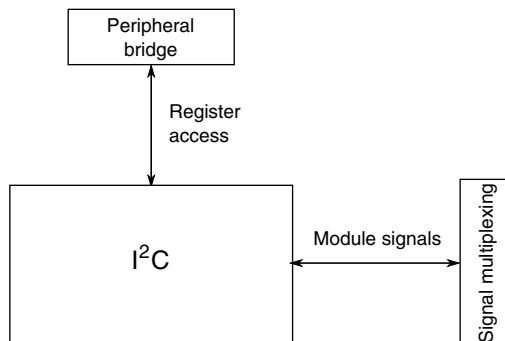 Peripheral
bridge
Register
access
I²C
Module signals
Signal multiplexing